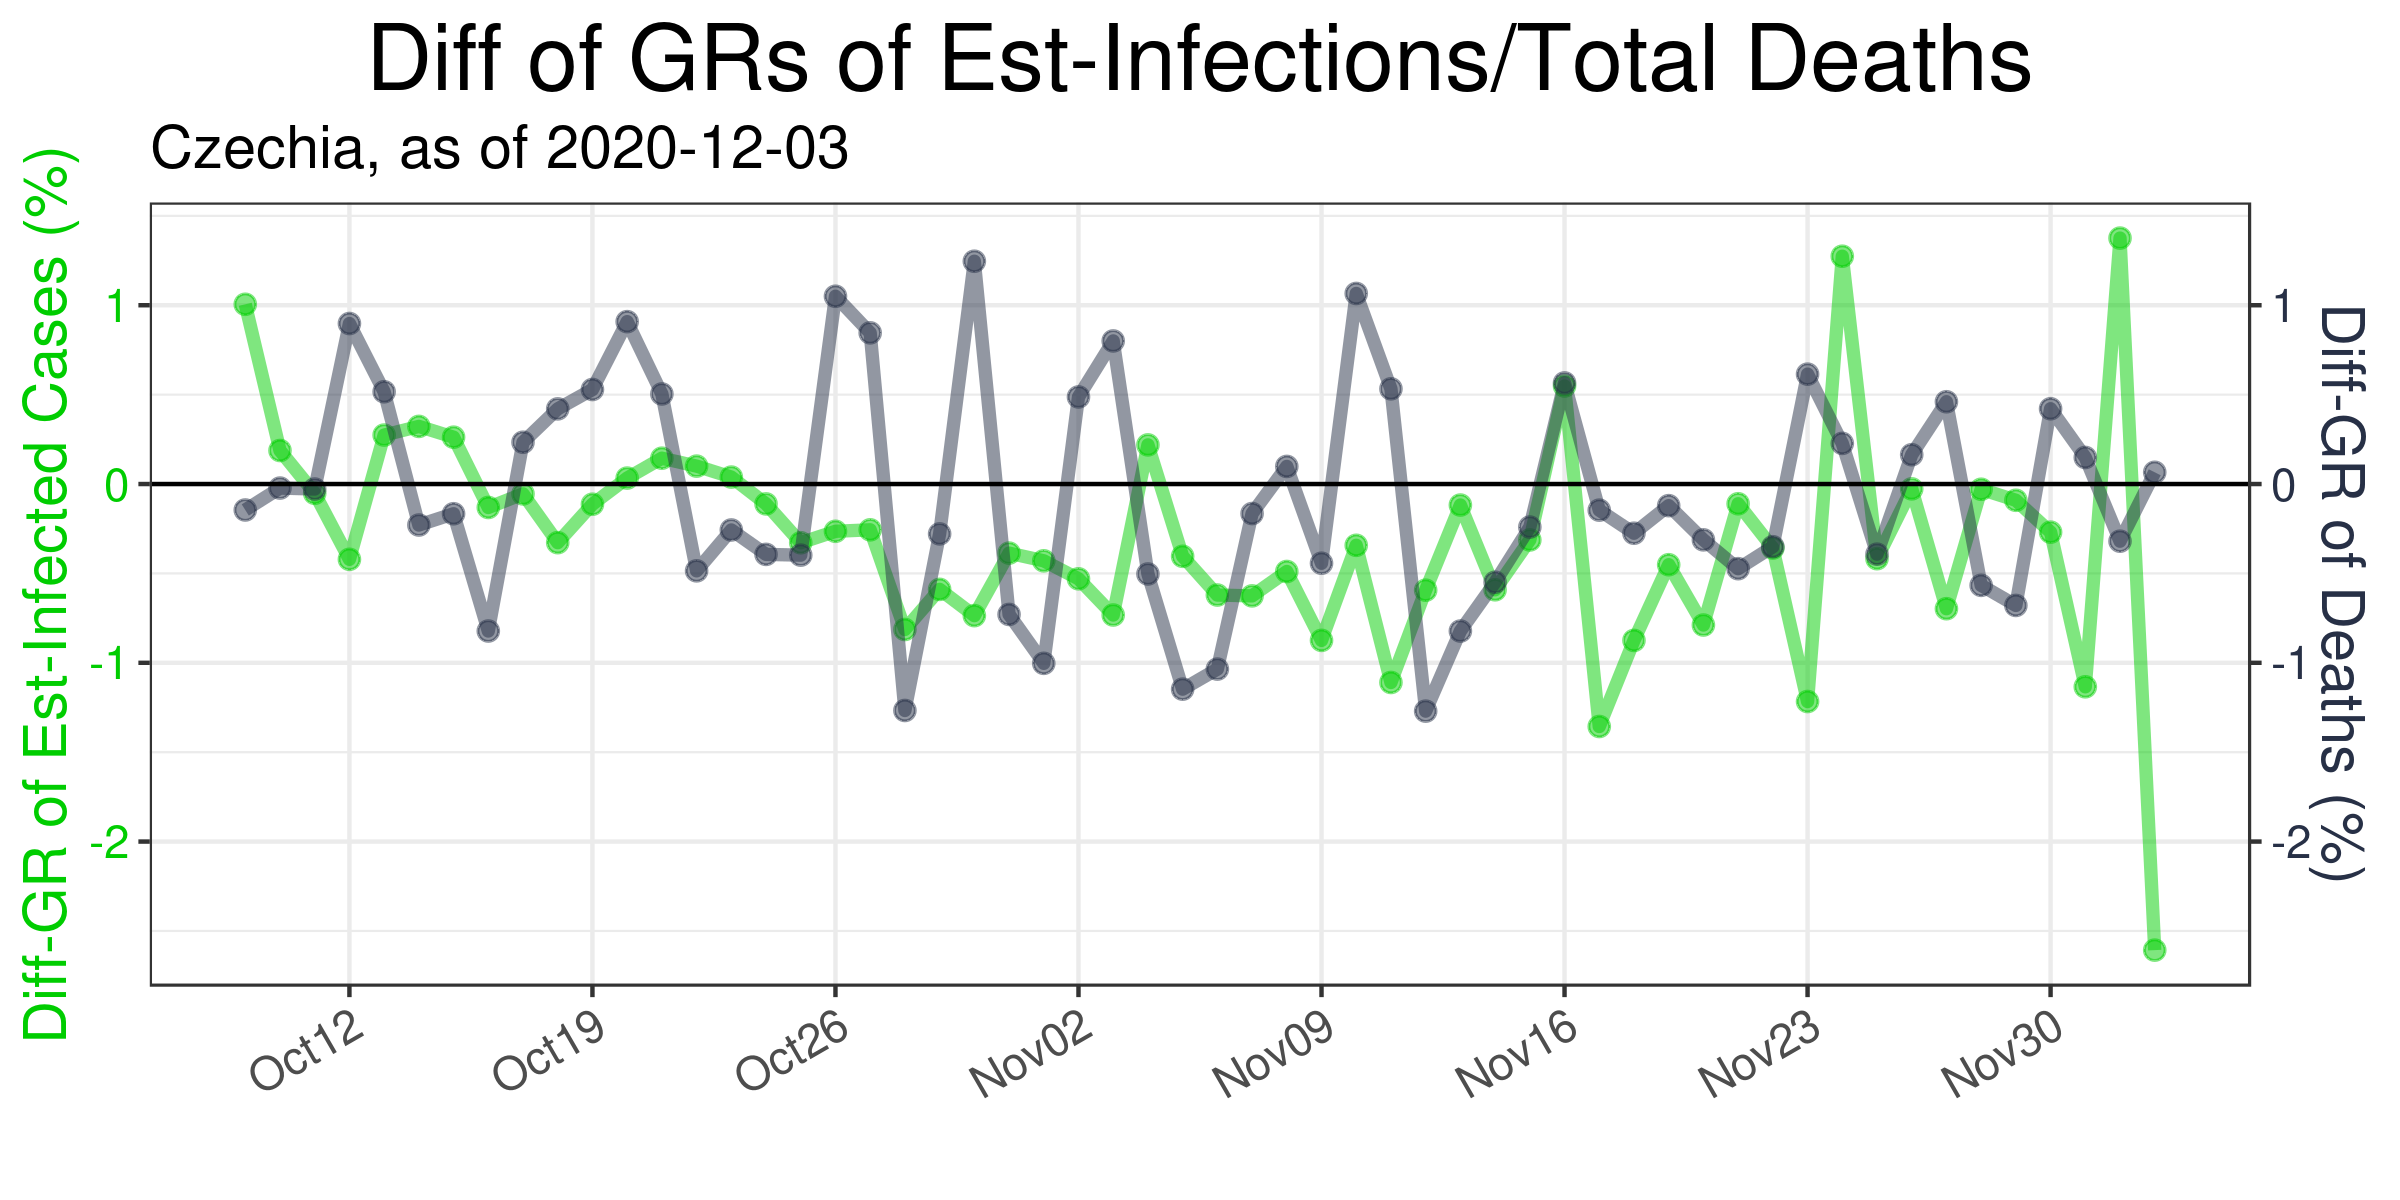 Diff of GRs of Est-Infections/Total Deaths
Czechia, as of 2020-12-03
Diff-GR of Est-Infected Cases (%)
1
0
-1
-2
1
0
-1
-2
Diff-GR of Deaths (%)
Oct12
Oct19
Oct26
Nov02
Nov09
Nov16
Nov23
Nov30